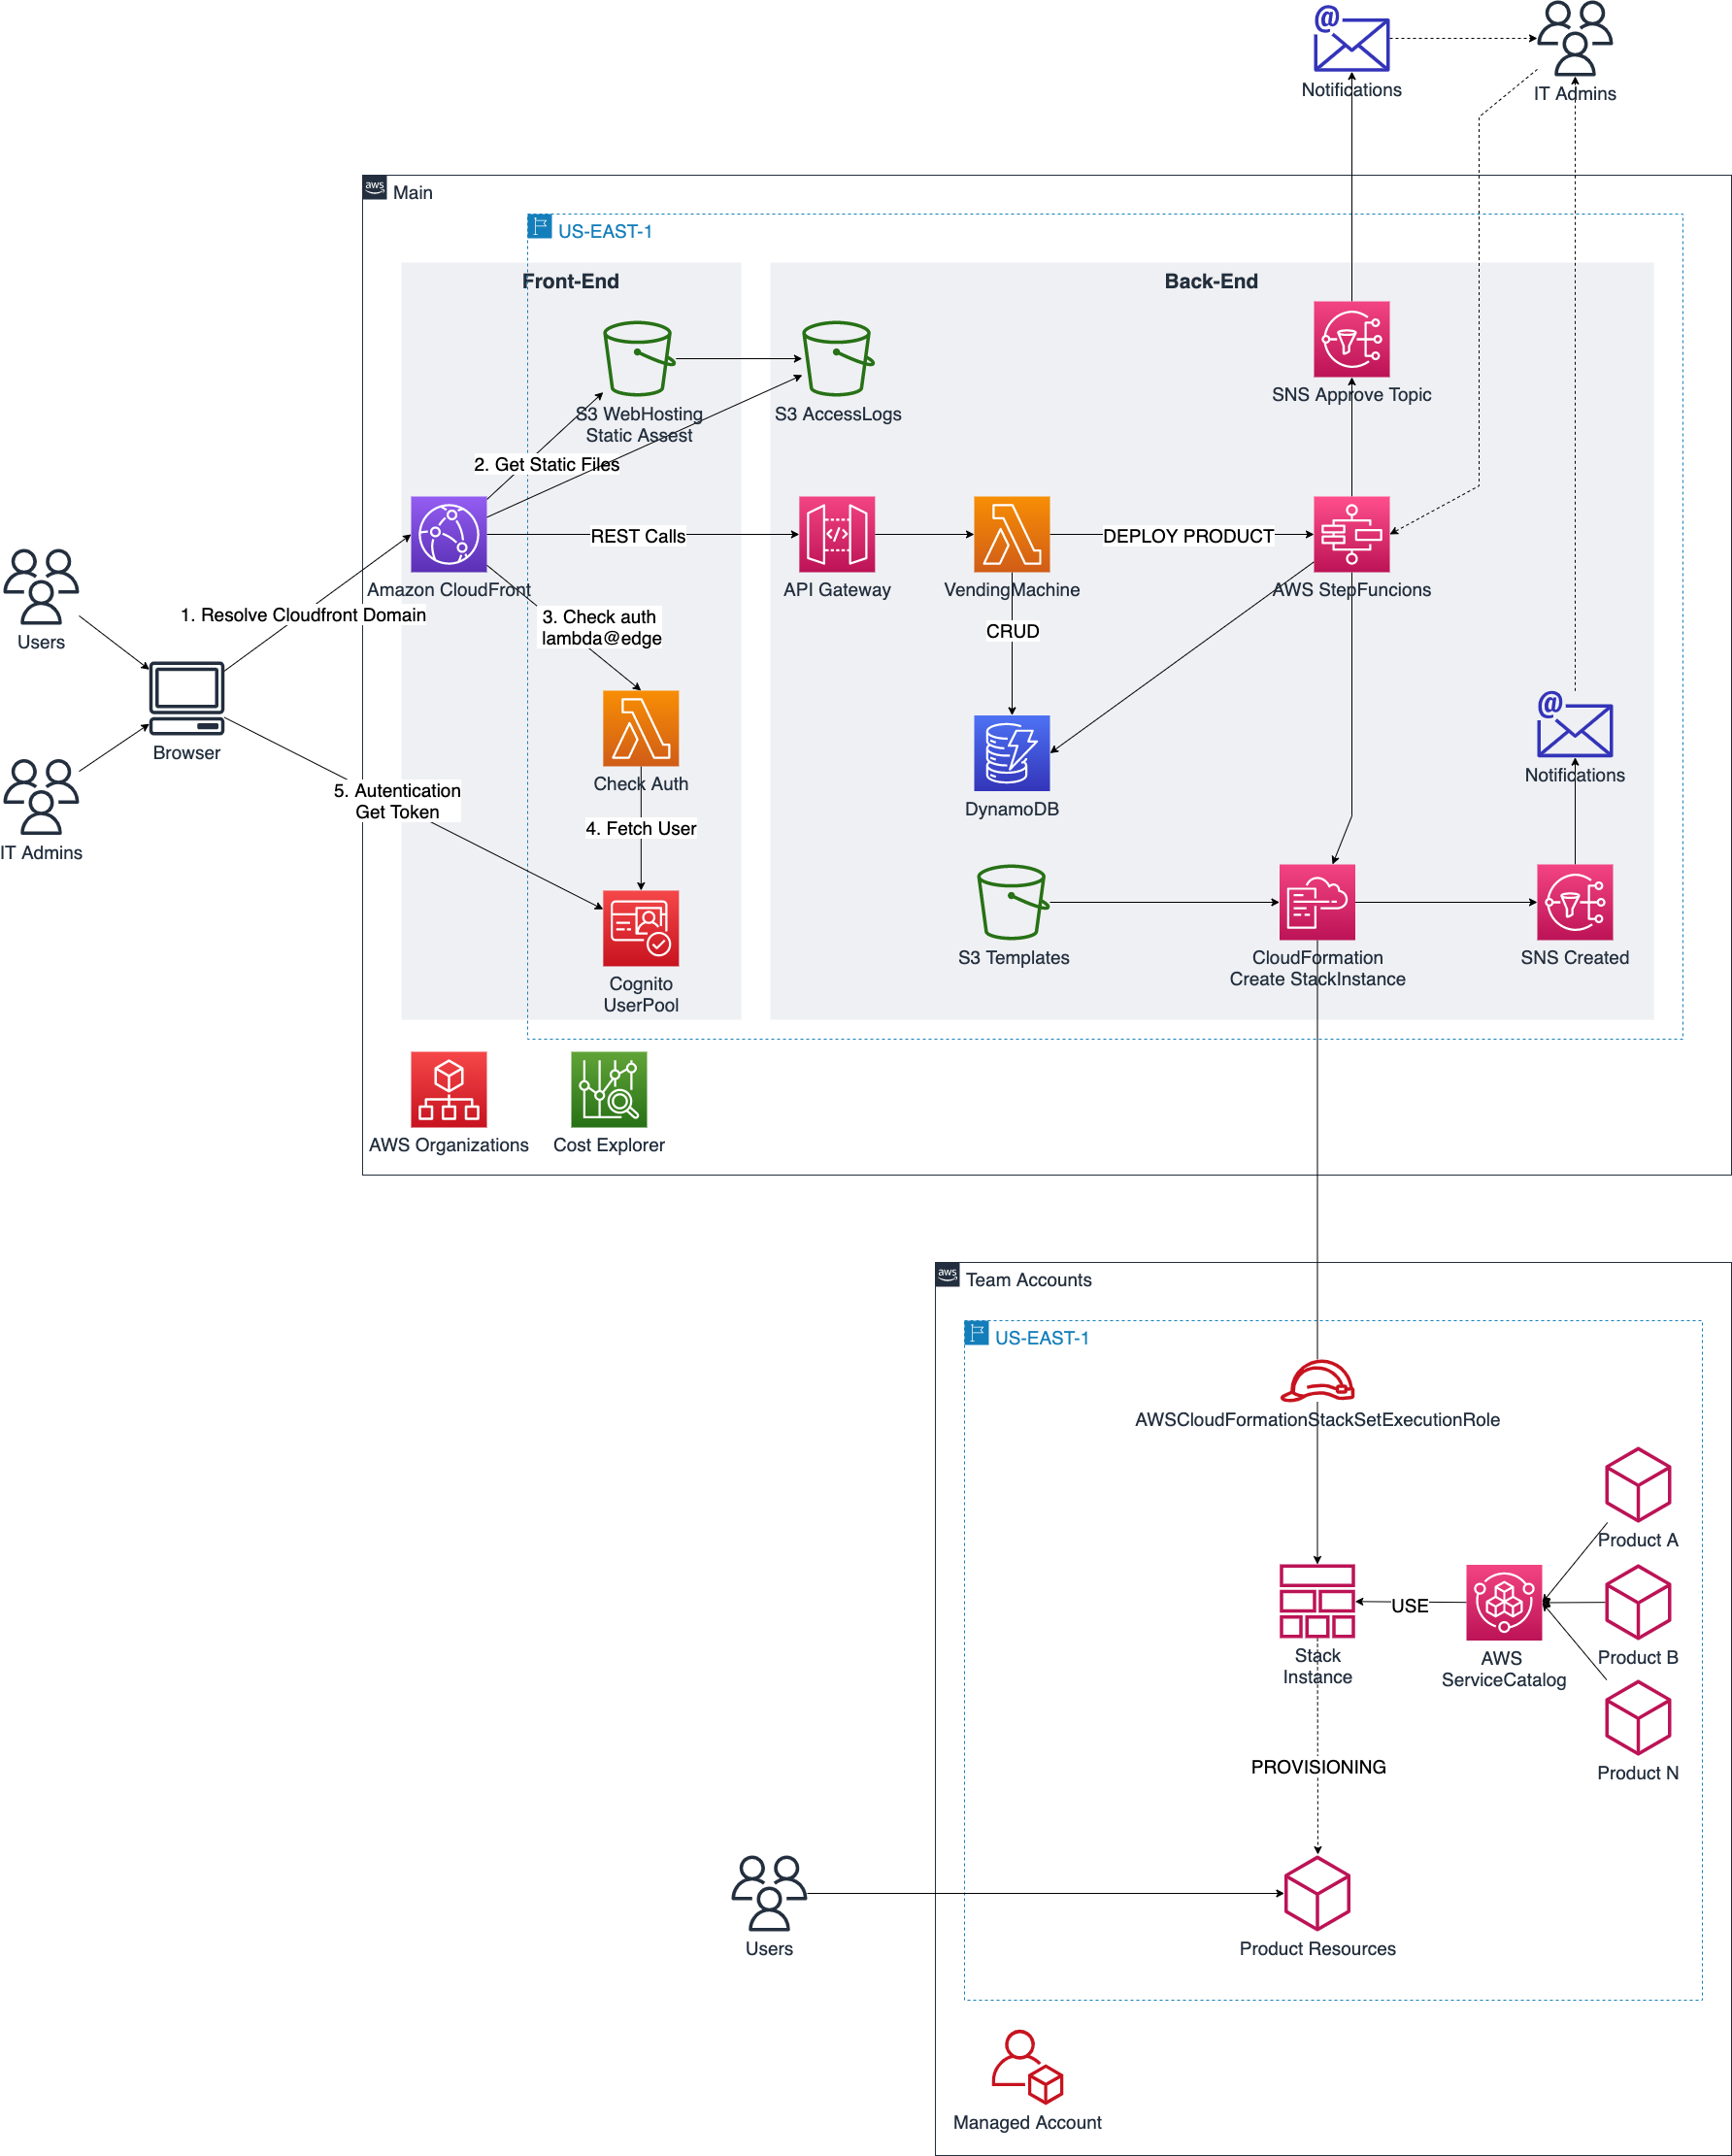 @
Notifications
IT Admins
aws
Main
US-EAST-1
Front-End
Back-End
S3 WebHosting
Static Assest
S3 AccessLogs
SNS Approve Topic
2. Get Static Files
REST Calls
DEPLOY PRODUCT
Amazon CloudFront
API Gateway
VendingMachine
AWS StepFuncions
1. Resolve Cloudfront Domain
3. Check auth
lambda@edge
CRUD
Users
Browser
@
Check Auth
Notifications
5. Autentication
Get Token
DynamoDB
4. Fetch User
IT Admins
S3 Templates
CloudFormation
Create StackInstance
SNS Created
Cognito
UserPool
AWS Organizations
Cost Explorer
aws
Team Accounts
US-EAST-1
AWSCloudFormationStackSetExecutionRole
Product A
USE
Stack
Instance
AWS
ServiceCatalog
Product B
PROVISIONING
Product N
Users
Product Resources
Managed Account